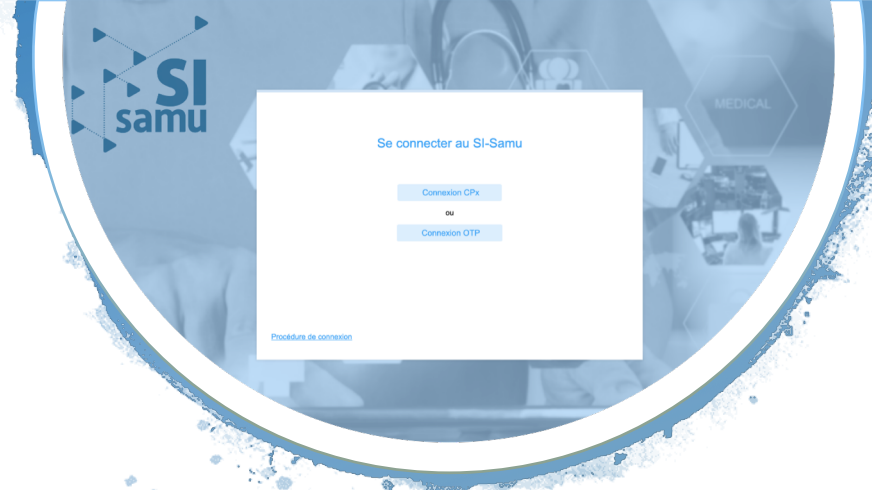 SI
samu
MEDICAL
Se connecter au SI-Samu
Connexion CPx
ou
Connexion OTP
Procédure de connexion